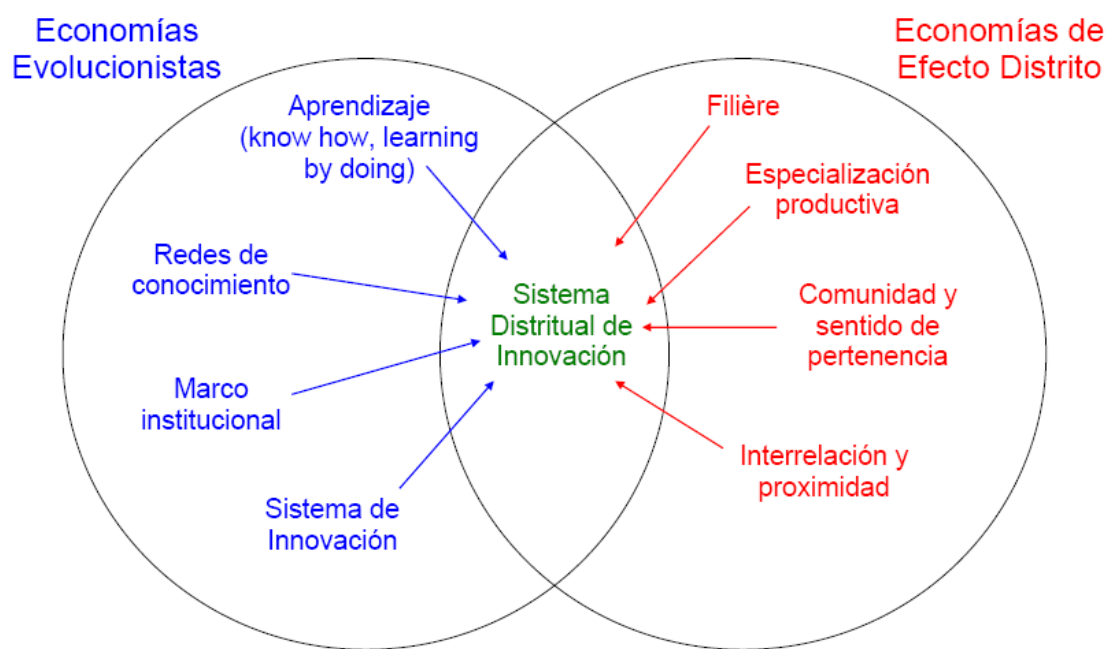 Economías
Evolucionistas
Economías de
Efecto Distrito
Aprendizaje
(know how, learning
by doing)
Redes de
conocimiento
Marco
institucional
Sistema de
Innovación
Sistema
Distritual de
Innovación
Filière
Especialización
productiva
Comunidad y
sentido de
pertenencia
Interrelación y
proximidad